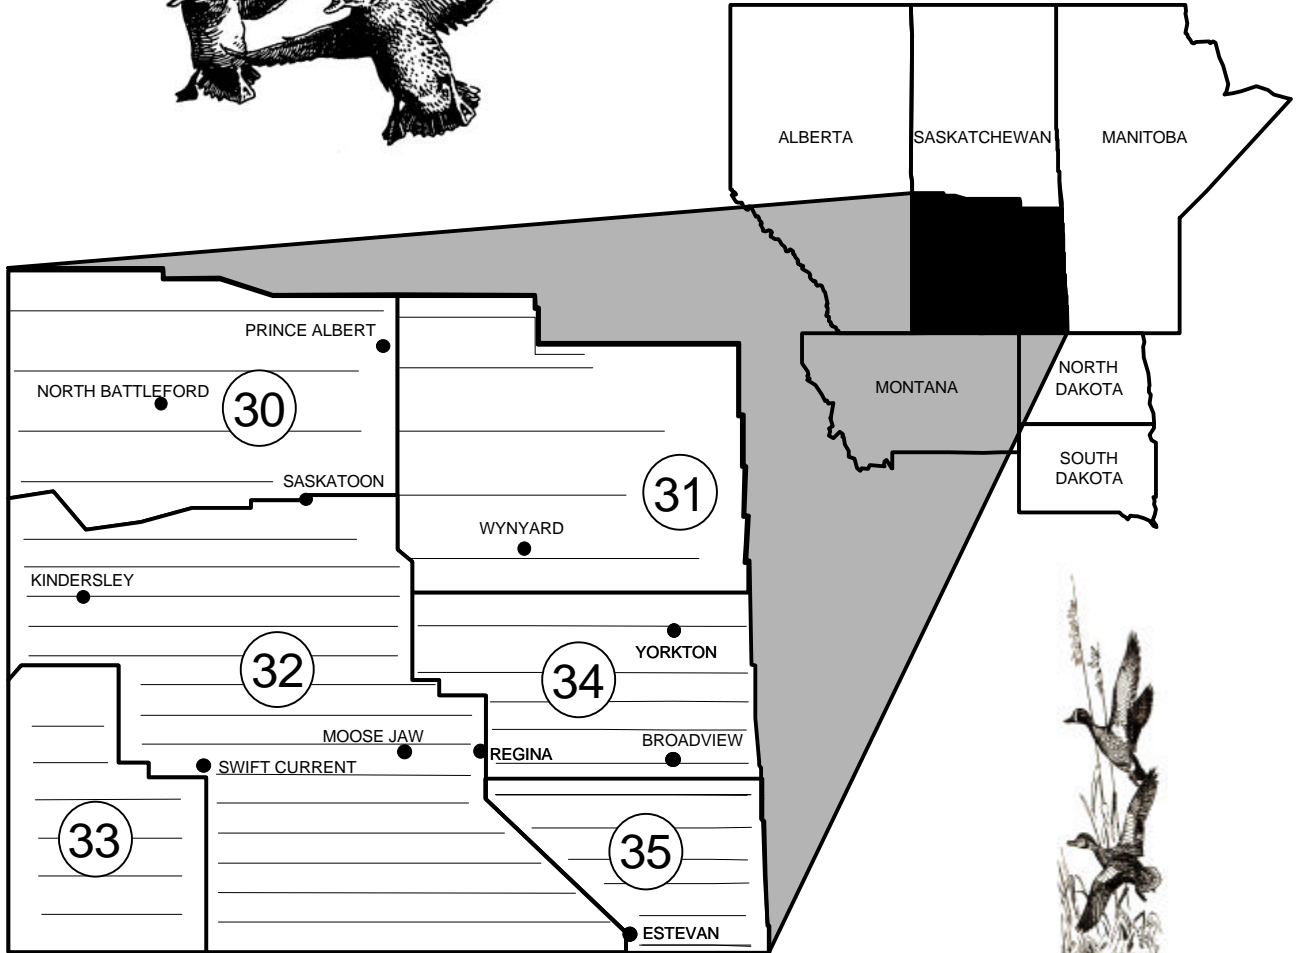 ALBERTA
SASKATCHEWAN
MANITOBA
PRINCE ALBERT
NORTH BATTLEFORD
30
MONTANA
NORTH
DAKOTA
SOUTH
DAKOTA
SASKATOON
31
WYNYARD
KINDERSLEY
32
34
YORKTON
MOOSE JAW
REGINA
BROADVIEW
SWIFT CURRENT
33
35
ESTEVAN